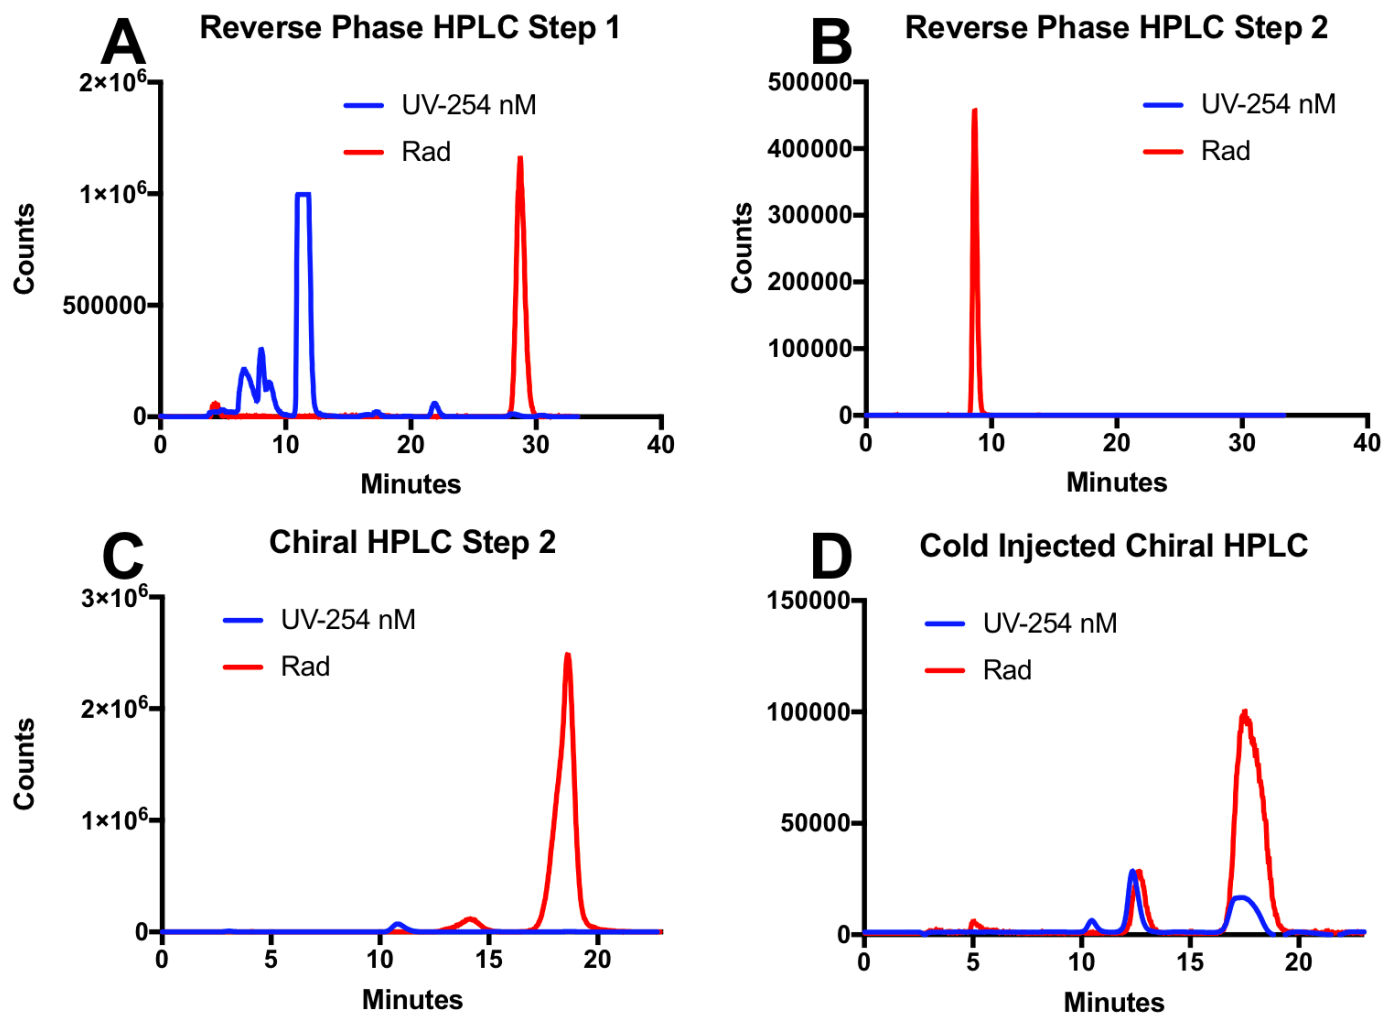 A
Reverse Phase HPLC Step 1
2×10⁶
1×10⁶
500000
0
Counts
UV-254 nM
Rad
0 10 20 30 40
Minutes
B
Reverse Phase HPLC Step 2
500000
400000
300000
200000
100000
0
Counts
UV-254 nM
Rad
0 10 20 30 40
Minutes
C
Chiral HPLC Step 2
3×10⁶
2×10⁶
1×10⁶
0
Counts
UV-254 nM
Rad
0 5 10 15 20
Minutes
D
Cold Injected Chiral HPLC
150000
100000
50000
0
UV-254 nM
Rad
0 5 10 15 20
Minutes